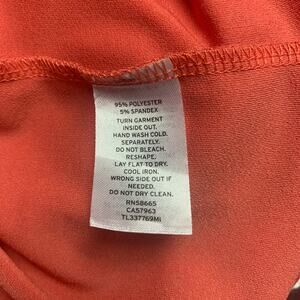 95% POLYESTER
5% SPANDEX
TURN GARMENT
INSIDE OUT.
HAND WASH COLD.
SEPARATELY.
DO NOT BLEACH.
RESHAPE.
LAY FLAT TO DRY.
COOL IRON.
WRONG SIDE OUT IF
NEEDED.
DO NOT DRY CLEAN.
RN58665
CA57963
TL337769MI